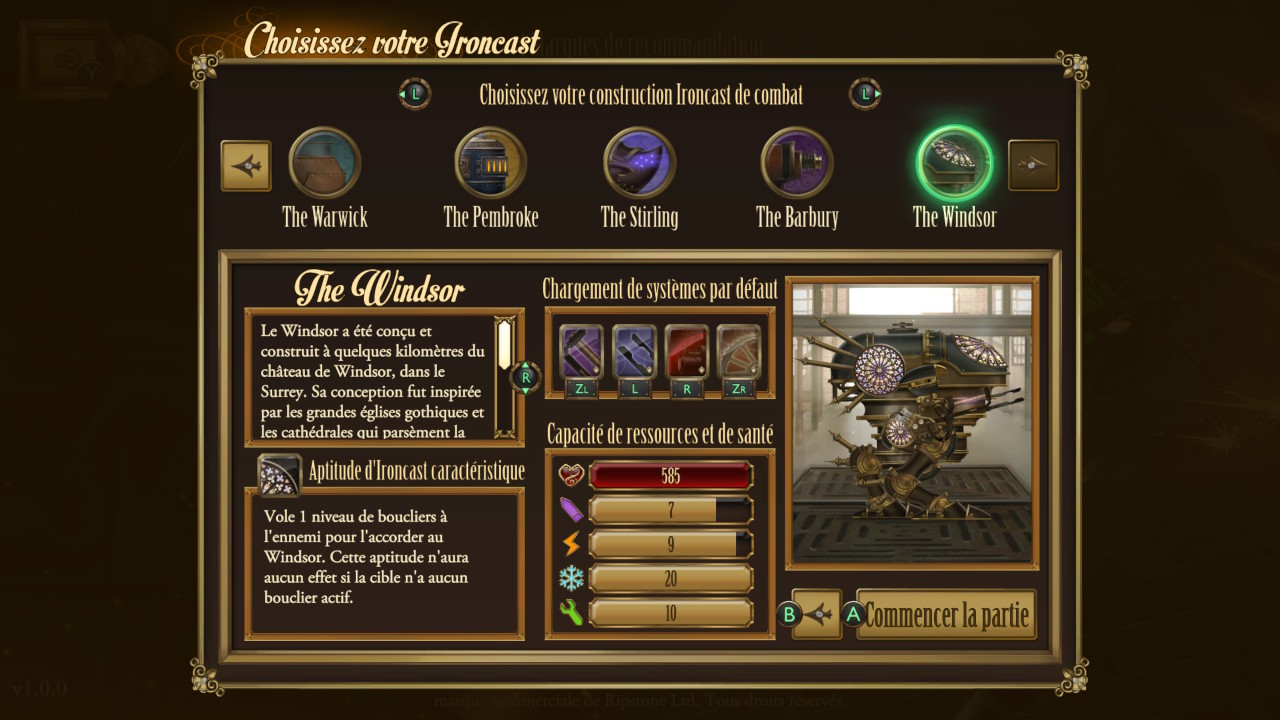 Choisissez votre Ironcast
arques de recommandation
L
Choisissez votre construction Ironcast de combat
L
The Warwick
The Pembroke
The Stirling
The Barbury
The Windsor
The Windsor
Le Windsor a été conçu et
construit à quelques kilomètres du
château de Windsor, dans le
Surrey. Sa conception fut inspirée
par les grandes églises gothiques et
les cathédrales qui parsèment la
R
Aptitude d'Ironcast caractéristique
Vole 1 niveau de boucliers à
l'ennemi pour l'accorder au
Windsor. Cette aptitude n'aura
aucun effet si la cible n'a aucun
bouclier actif.
Chargement de systèmes par défaut
ZL L R ZR
Capacité de ressources et de santé
585
7
9
20
10
B
A Commencer la partie
v1.0.0
marque commerciale de Ripstone Ltd. Tous droits réservés.